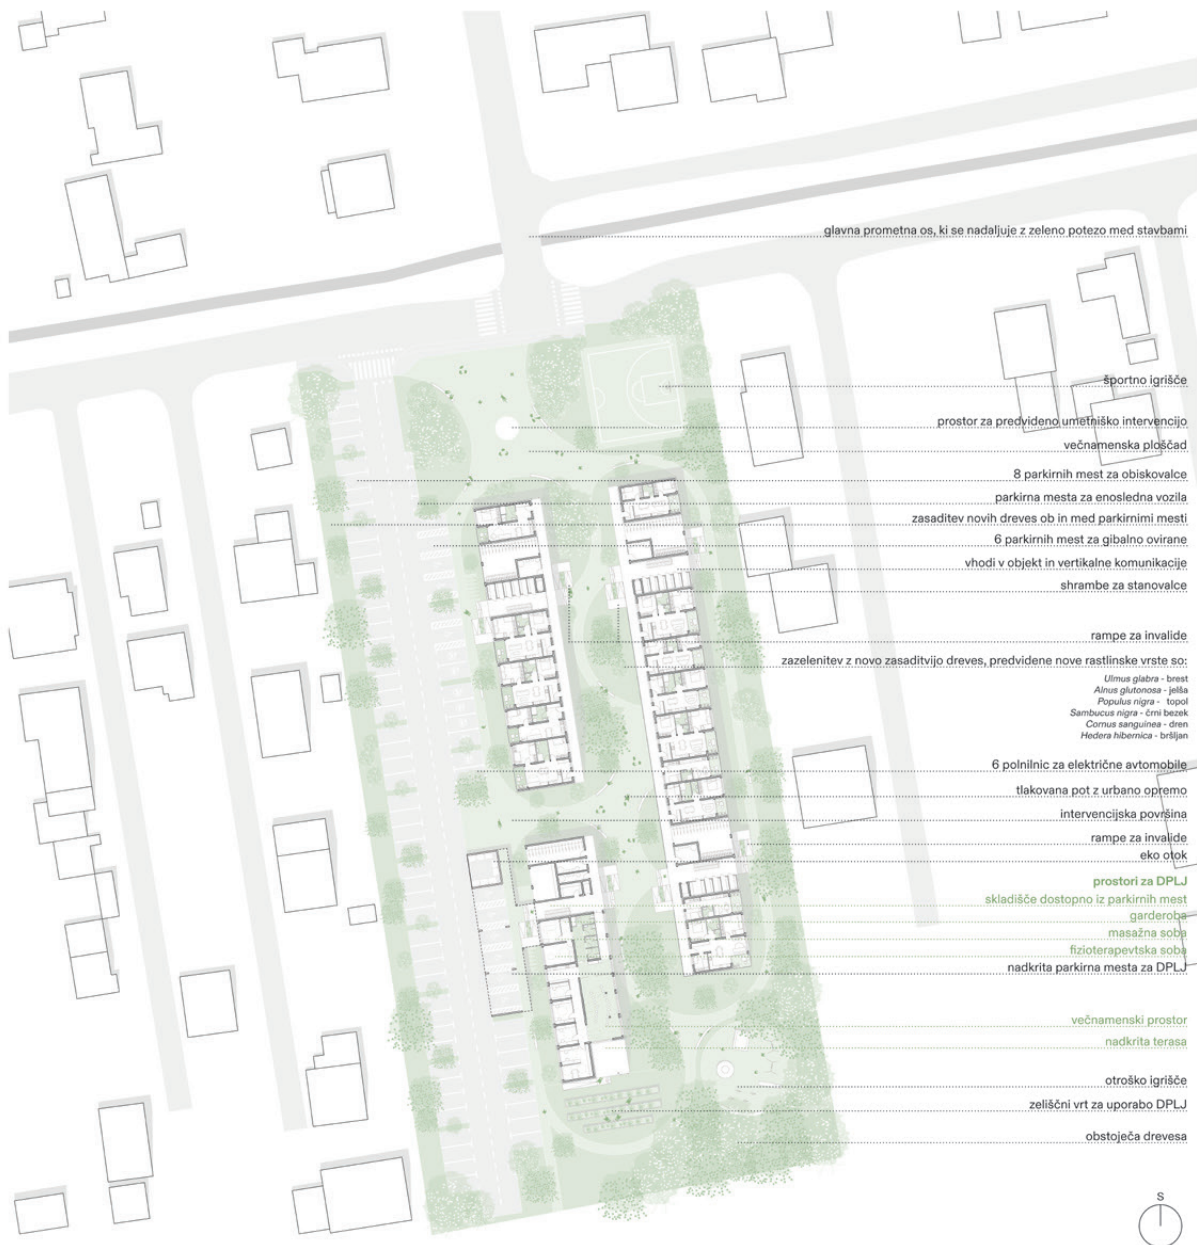 glavna prometna os, ki se nadaljuje z zeleno potezo med stavbami
športno igrišče
prostor za predvideno umetniško intervencijo
večnamenska ploščad
8 parkirnih mest za obiskovalce
parkirna mesta za enosledna vozila
zasaditev novih dreves ob in med parkirnimi mesti
6 parkirnih mest za gibalno ovirane
vhodi v objekt in vertikalne komunikacije
shrambe za stanovalce
rampe za invalide
zazelenitev z novo zasaditvijo dreves, predvidene nove rastlinske vrste so:
Ulmus glabra - brest
Alnus glutonosa - jelša
Populus nigra - topol
Sambucus nigra - črni bezek
Cornus sanguinea - dren
Hedera hibernica - bršljan
6 polnilnic za električne avtomobile
tlakovana pot z urbano opremo
intervencijska površina
rampe za invalide
eko otok
prostori za DPLJ
skladišče dostopno iz parkirnih mest
garderoba
masažna soba
fizioterapevtska soba
nadkrita parkirna mesta za DPLJ
večnamenski prostor
nadkrita terasa
otroško igrišče
zeliščni vrt za uporabo DPLJ
obstoječa drevesa
S